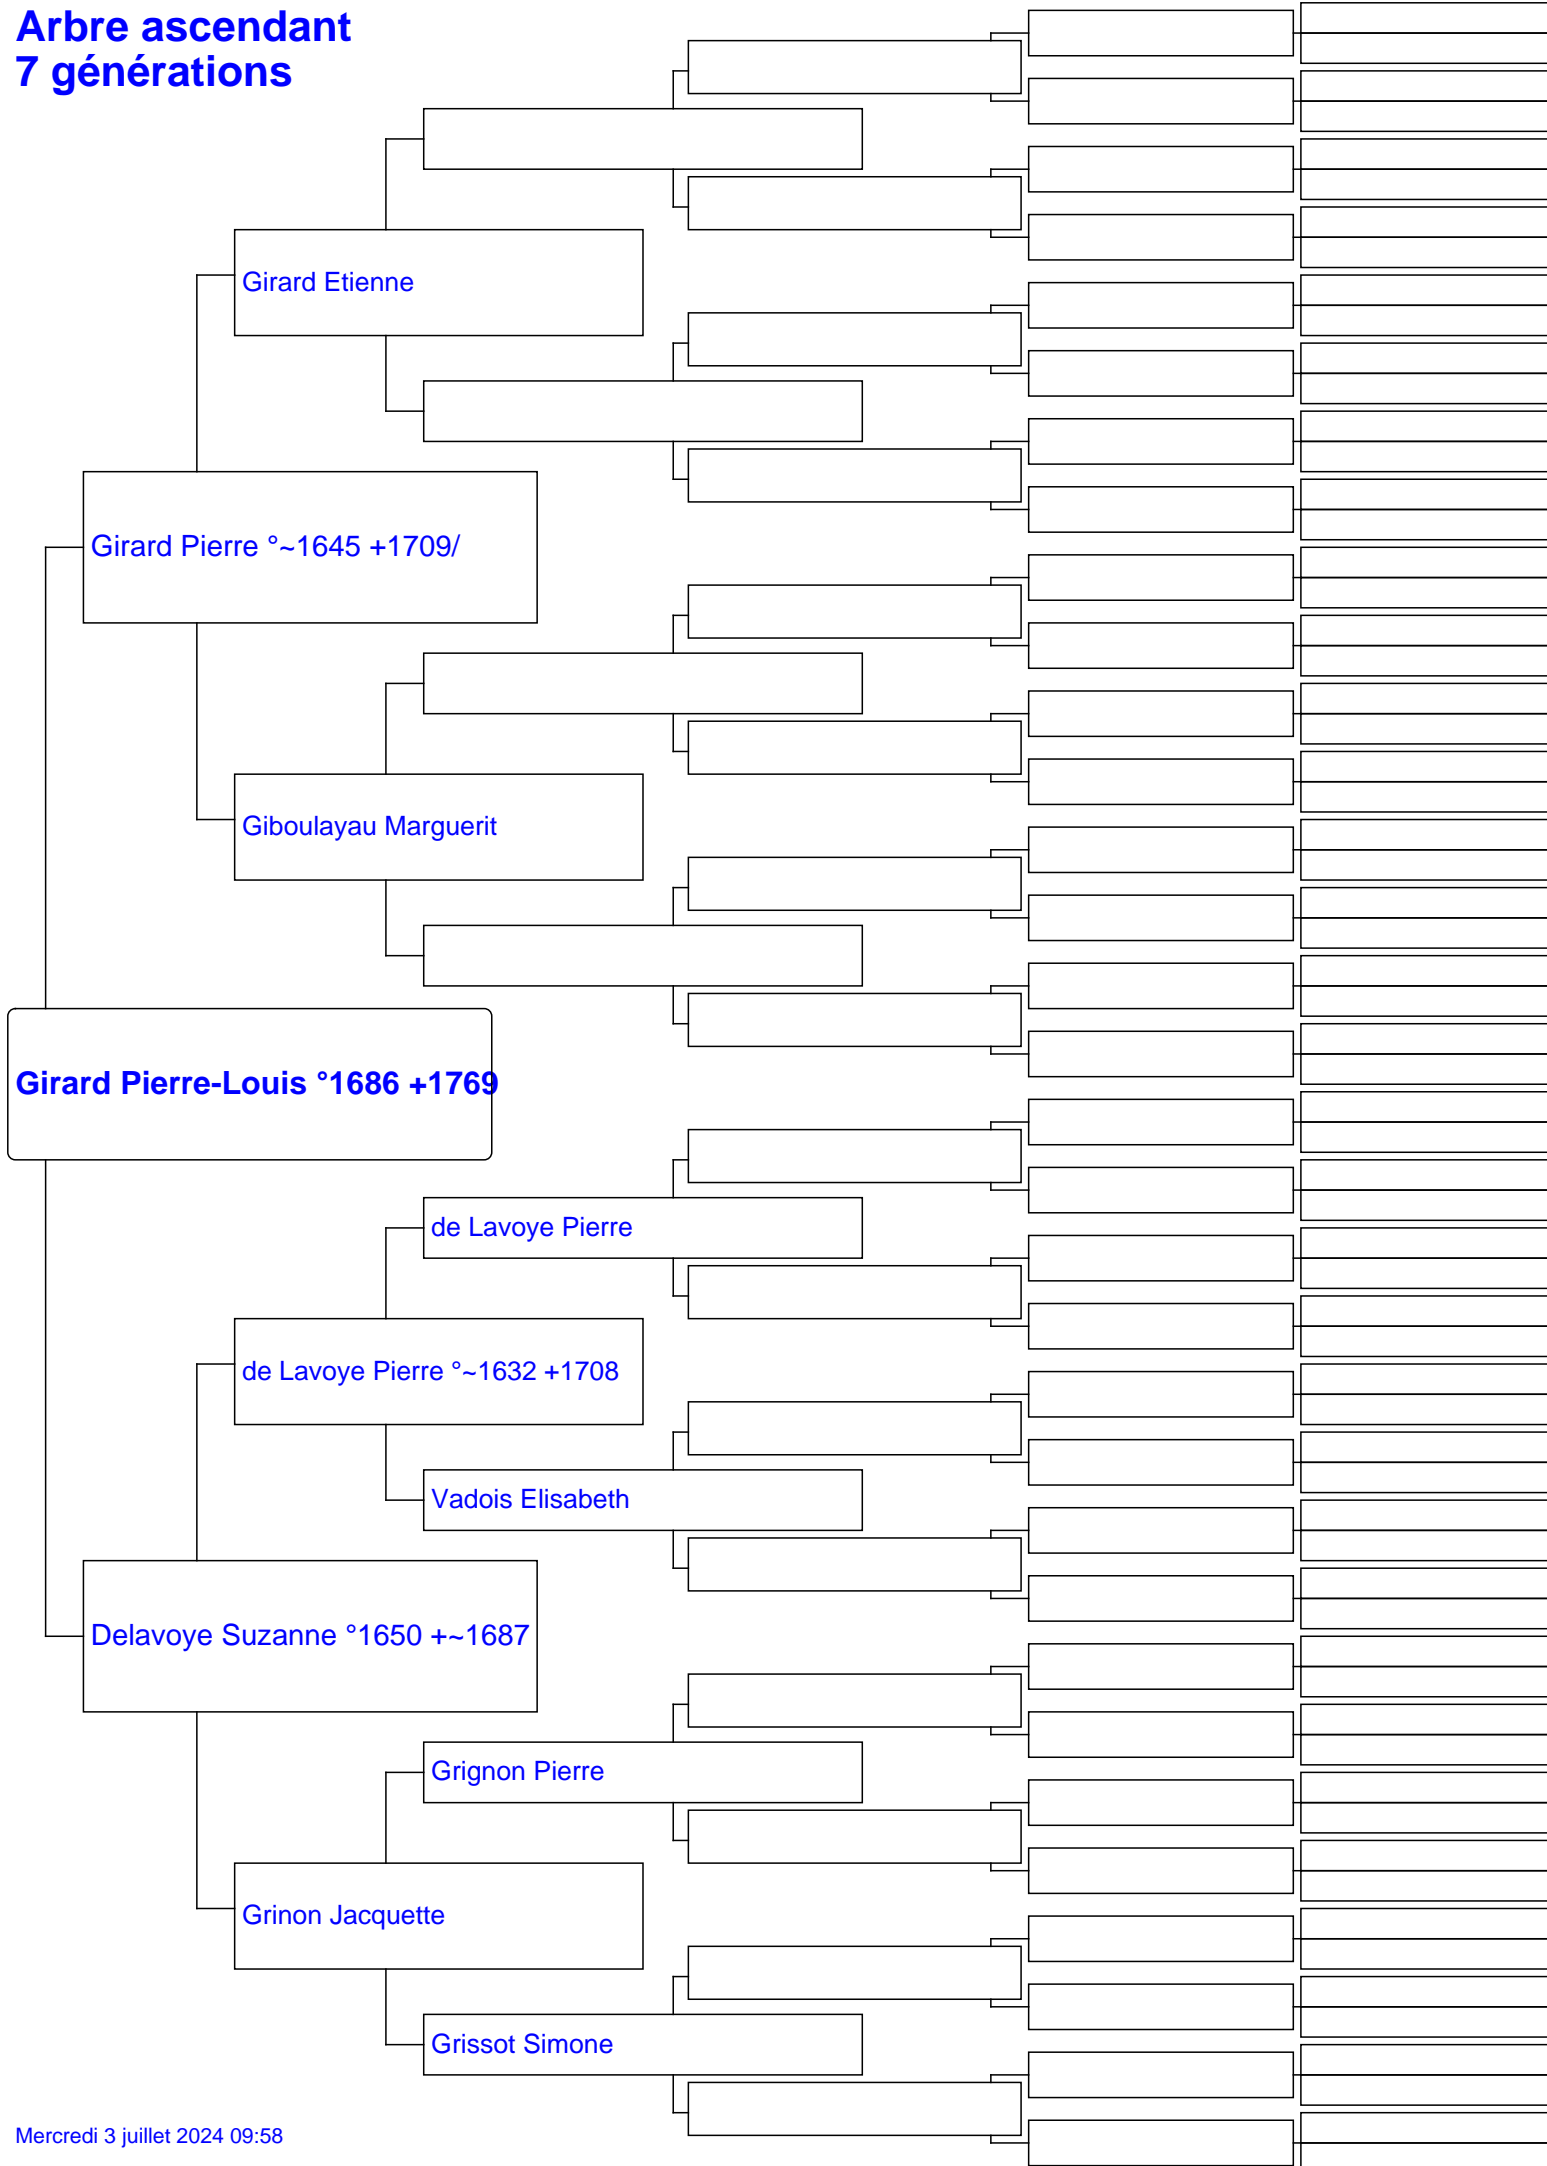 Arbre ascendant
7 générations
Girard Etienne
Girard Pierre °~1645 +1709/
Giboulayau Marguerit
Girard Pierre-Louis °1686 +1769
de Lavoye Pierre
de Lavoye Pierre °~1632 +1708
Vadois Elisabeth
Delavoye Suzanne °1650 +~1687
Grignon Pierre
Grinon Jacquette
Grissot Simone
Mercredi 3 juillet 2024 09:58